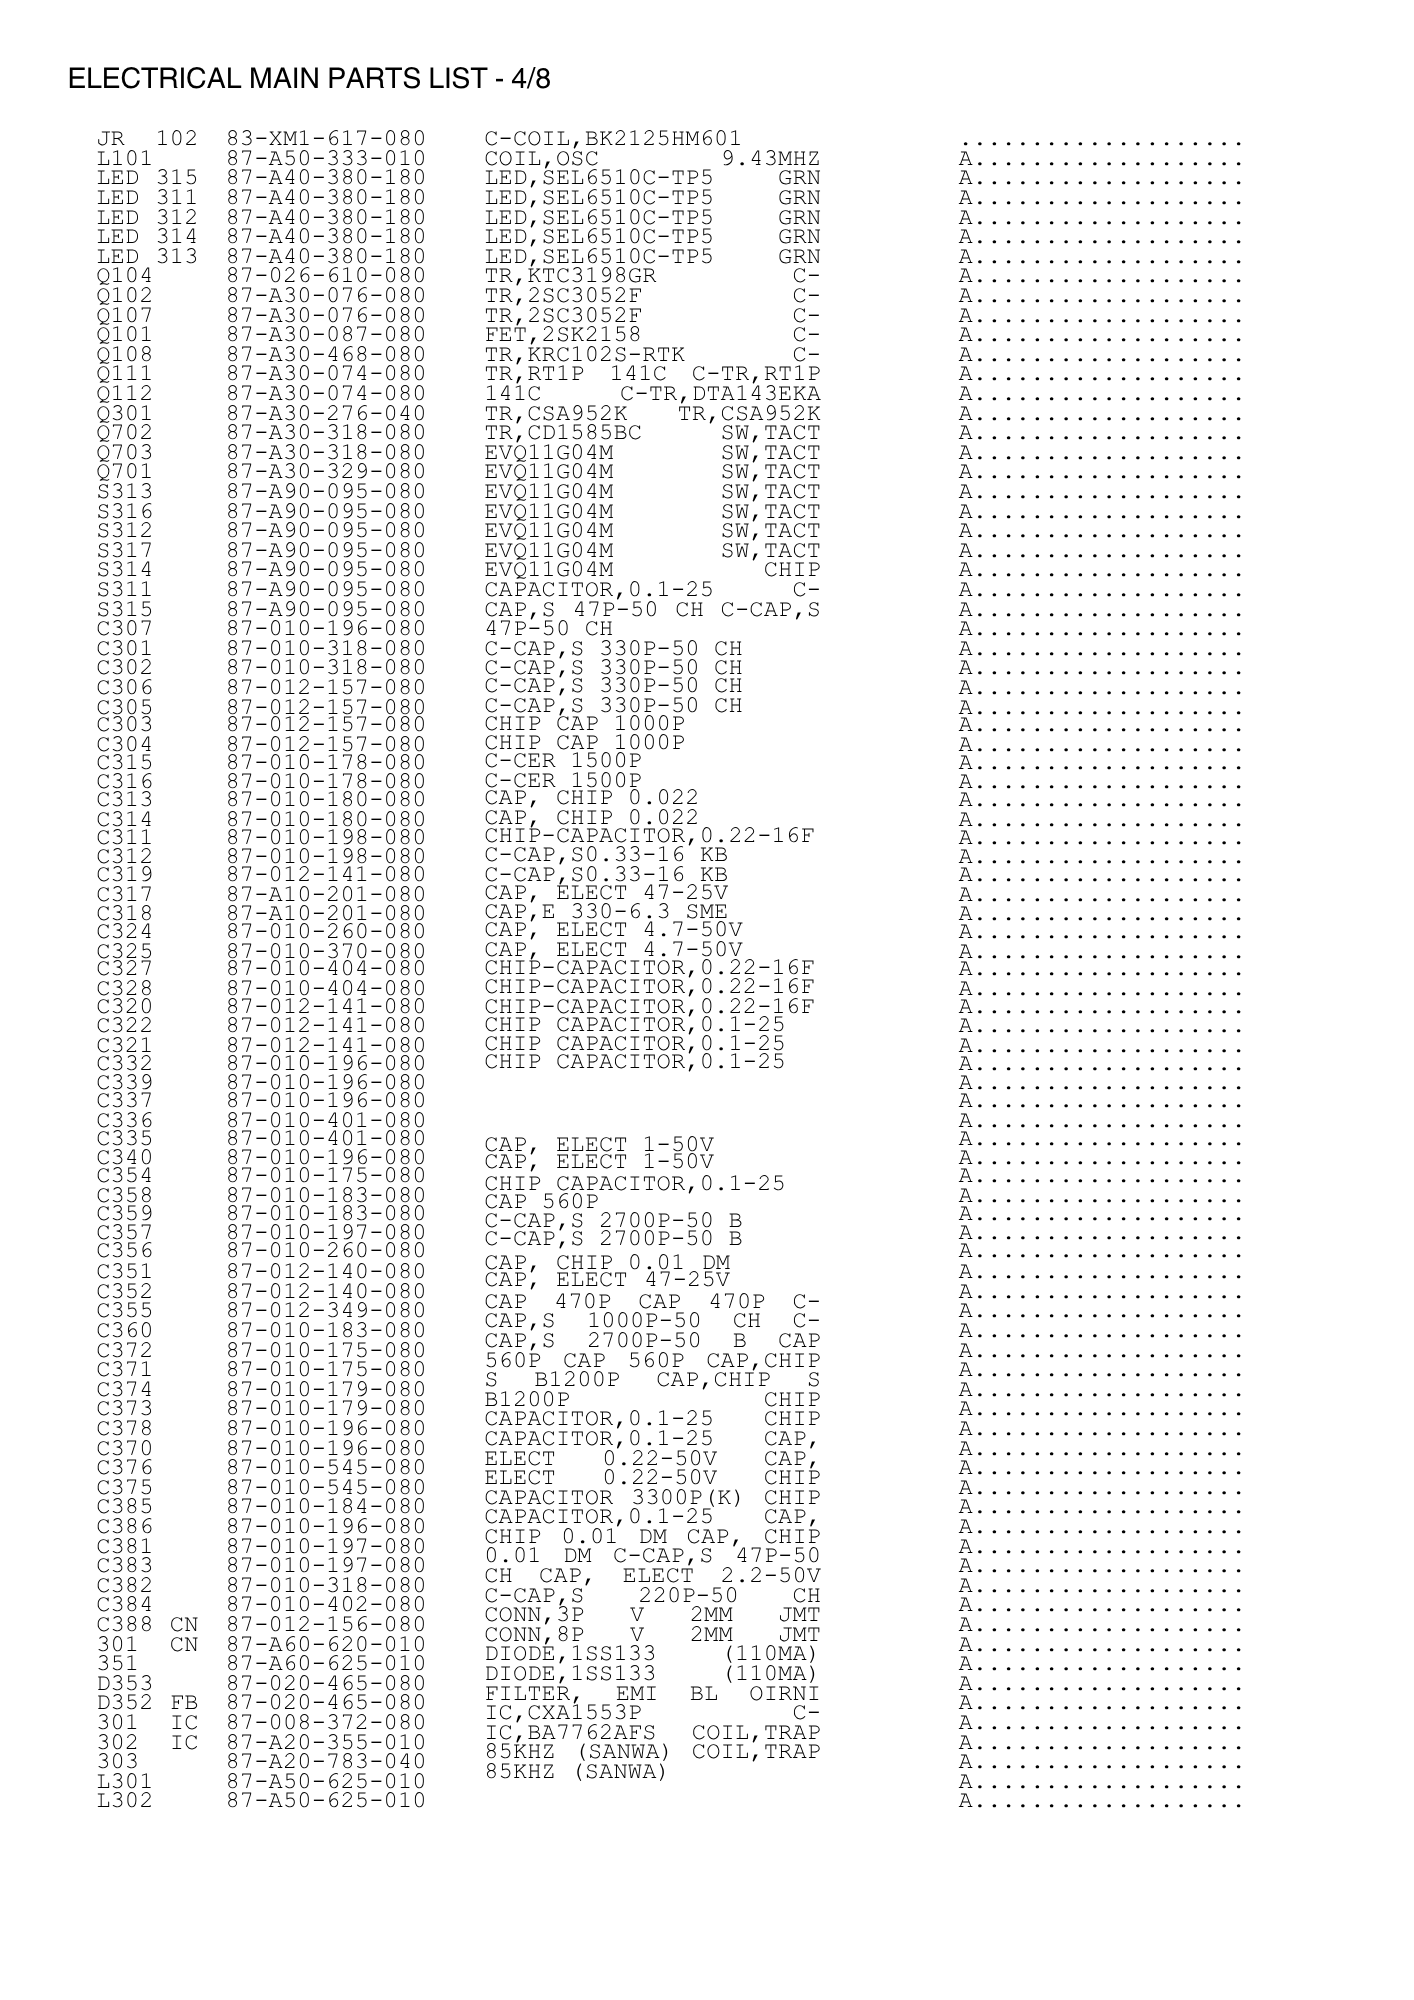 ELECTRICAL MAIN PARTS LIST - 4/8
JR 102 83-XM1-617-080 C-COIL,BK2125HM601 ...................
L101 87-A50-333-010 COIL,OSC 9.43MHZ A...................
LED 315 87-A40-380-180 LED,SEL6510C-TP5 GRN A...................
LED 311 87-A40-380-180 LED,SEL6510C-TP5 GRN A...................
LED 312 87-A40-380-180 LED,SEL6510C-TP5 GRN A...................
LED 314 87-A40-380-180 LED,SEL6510C-TP5 GRN A...................
LED 313 87-A40-380-180 LED,SEL6510C-TP5 GRN A...................
Q104 87-026-610-080 TR,KTC3198GR C- A...................
Q102 87-A30-076-080 TR,2SC3052F C- A...................
Q107 87-A30-076-080 TR,2SC3052F C- A...................
Q101 87-A30-087-080 FET,2SK2158 C- A...................
Q108 87-A30-468-080 TR,KRC102S-RTK C- A...................
Q111 87-A30-074-080 TR,RT1P 141C C-TR,RT1P A...................
Q112 87-A30-074-080 141C C-TR,DTA143EKA A...................
Q301 87-A30-276-040 TR,CSA952K TR,CSA952K A...................
Q702 87-A30-318-080 TR,CD1585BC SW,TACT A...................
Q703 87-A30-318-080 EVQ11G04M SW,TACT A...................
Q701 87-A30-329-080 EVQ11G04M SW,TACT A...................
S313 87-A90-095-080 EVQ11G04M SW,TACT A...................
S316 87-A90-095-080 EVQ11G04M SW,TACT A...................
S312 87-A90-095-080 EVQ11G04M SW,TACT A...................
S317 87-A90-095-080 EVQ11G04M SW,TACT A...................
S314 87-A90-095-080 EVQ11G04M CHIP A...................
S311 87-A90-095-080 CAPACITOR,0.1-25 C- A...................
S315 87-A90-095-080 CAP,S 47P-50 CH C-CAP,S A...................
C307 87-010-196-080 47P-50 CH A...................
C301 87-010-318-080 C-CAP,S 330P-50 CH A...................
C302 87-010-318-080 C-CAP,S 330P-50 CH A...................
C306 87-012-157-080 C-CAP,S 330P-50 CH A...................
C305 87-012-157-080 C-CAP,S 330P-50 CH A...................
C303 87-012-157-080 CHIP CAP 1000P A...................
C304 87-012-157-080 CHIP CAP 1000P A...................
C315 87-010-178-080 C-CER 1500P A...................
C316 87-010-178-080 C-CER 1500P A...................
C313 87-010-180-080 CAP, CHIP 0.022 A...................
C314 87-010-180-080 CAP, CHIP 0.022 A...................
C311 87-010-198-080 CHIP-CAPACITOR,0.22-16F A...................
C312 87-010-198-080 C-CAP,S0.33-16 KB A...................
C319 87-012-141-080 C-CAP,S0.33-16 KB A...................
C317 87-A10-201-080 CAP, ELECT 47-25V A...................
C318 87-A10-201-080 CAP,E 330-6.3 SME A...................
C324 87-010-260-080 CAP, ELECT 4.7-50V A...................
C325 87-010-370-080 CAP, ELECT 4.7-50V A...................
C327 87-010-404-080 CHIP-CAPACITOR,0.22-16F A...................
C328 87-010-404-080 CHIP-CAPACITOR,0.22-16F A...................
C320 87-012-141-080 CHIP-CAPACITOR,0.22-16F A...................
C322 87-012-141-080 CHIP CAPACITOR,0.1-25 A...................
C321 87-012-141-080 CHIP CAPACITOR,0.1-25 A...................
C332 87-010-196-080 CHIP CAPACITOR,0.1-25 A...................
C339 87-010-196-080 A...................
C337 87-010-196-080 A...................
C336 87-010-401-080 A...................
C335 87-010-401-080 CAP, ELECT 1-50V A...................
C340 87-010-196-080 CAP, ELECT 1-50V A...................
C354 87-010-175-080 CHIP CAPACITOR,0.1-25 A...................
C358 87-010-183-080 CAP 560P A...................
C359 87-010-183-080 C-CAP,S 2700P-50 B A...................
C357 87-010-197-080 C-CAP,S 2700P-50 B A...................
C356 87-010-260-080 CAP, CHIP 0.01 DM A...................
C351 87-012-140-080 CAP, ELECT 47-25V A...................
C352 87-012-140-080 CAP 470P CAP 470P C- A...................
C355 87-012-349-080 CAP,S 1000P-50 CH C- A...................
C360 87-010-183-080 CAP,S 2700P-50 B CAP A...................
C372 87-010-175-080 560P CAP 560P CAP,CHIP A...................
C371 87-010-175-080 S B1200P CAP,CHIP S A...................
C374 87-010-179-080 B1200P CHIP A...................
C373 87-010-179-080 CAPACITOR,0.1-25 CHIP A...................
C378 87-010-196-080 CAPACITOR,0.1-25 CAP, A...................
C370 87-010-196-080 ELECT 0.22-50V CAP, A...................
C376 87-010-545-080 ELECT 0.22-50V CHIP A...................
C375 87-010-545-080 CAPACITOR 3300P(K) CHIP A...................
C385 87-010-184-080 CAPACITOR,0.1-25 CAP, A...................
C386 87-010-196-080 CHIP 0.01 DM CAP, CHIP A...................
C381 87-010-197-080 0.01 DM C-CAP,S 47P-50 A...................
C383 87-010-197-080 CH CAP, ELECT 2.2-50V A...................
C382 87-010-318-080 C-CAP,S 220P-50 CH A...................
C384 87-010-402-080 CONN,3P V 2MM JMT A...................
C388 CN 87-012-156-080 CONN,8P V 2MM JMT A...................
301 CN 87-A60-620-010 DIODE,1SS133 (110MA) A...................
351 87-A60-625-010 DIODE,1SS133 (110MA) A...................
D353 87-020-465-080 FILTER, EMI BL OIRNI A...................
D352 FB 87-020-465-080 IC,CXA1553P C- A...................
301 IC 87-008-372-080 IC,BA7762AFS COIL,TRAP A...................
302 IC 87-A20-355-010 85KHZ (SANWA) COIL,TRAP A...................
303 87-A20-783-040 85KHZ (SANWA) A...................
L301 87-A50-625-010 A...................
L302 87-A50-625-010 A...................